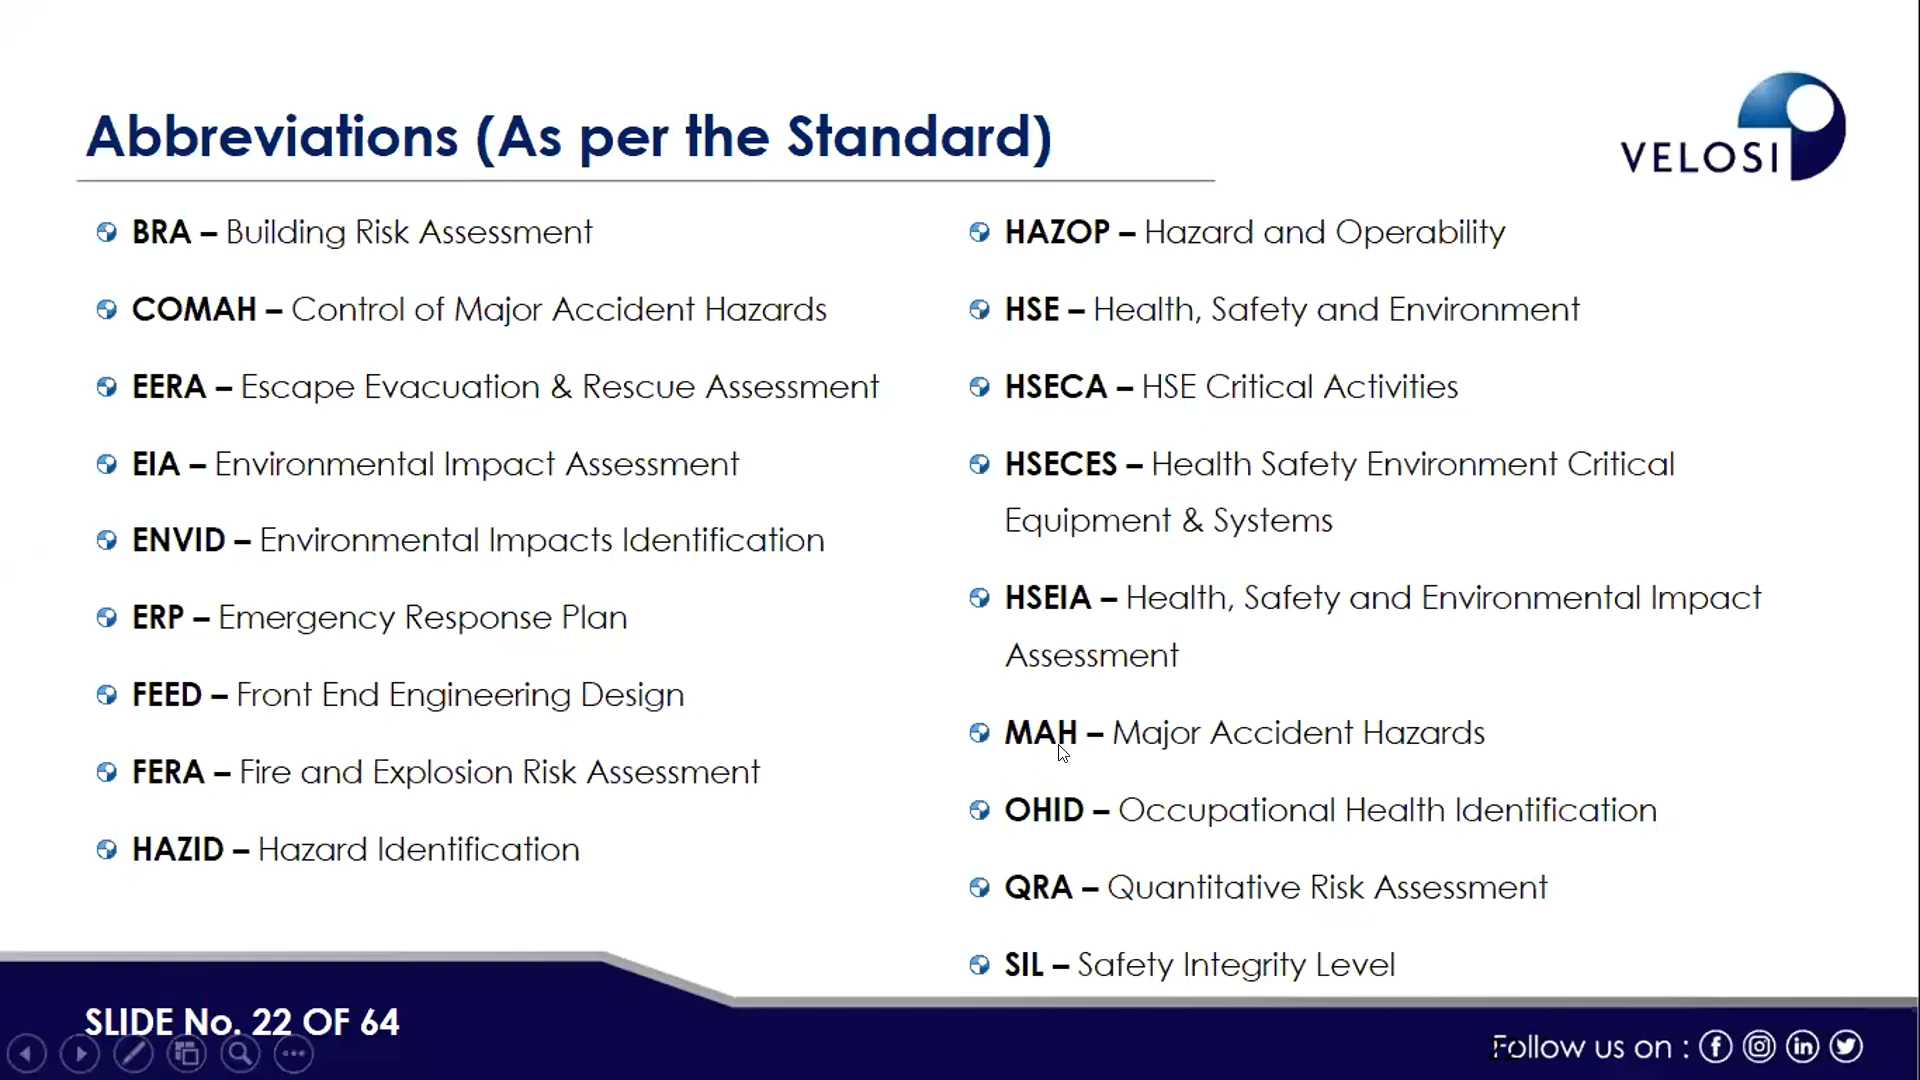 Abbreviations (As per the Standard)
VELOSI
BRA – Building Risk Assessment
COMAH – Control of Major Accident Hazards
EERA – Escape Evacuation & Rescue Assessment
EIA – Environmental Impact Assessment
ENVID – Environmental Impacts Identification
ERP – Emergency Response Plan
FEED – Front End Engineering Design
FERA – Fire and Explosion Risk Assessment
HAZID – Hazard Identification
HAZOP – Hazard and Operability
HSE – Health, Safety and Environment
HSECA – HSE Critical Activities
HSECES – Health Safety Environment Critical
Equipment & Systems
HSEIA – Health, Safety and Environmental Impact
Assessment
MAH – Major Accident Hazards
OHID – Occupational Health Identification
QRA – Quantitative Risk Assessment
SIL – Safety Integrity Level
SLIDE No. 22 OF 64
Follow us on :